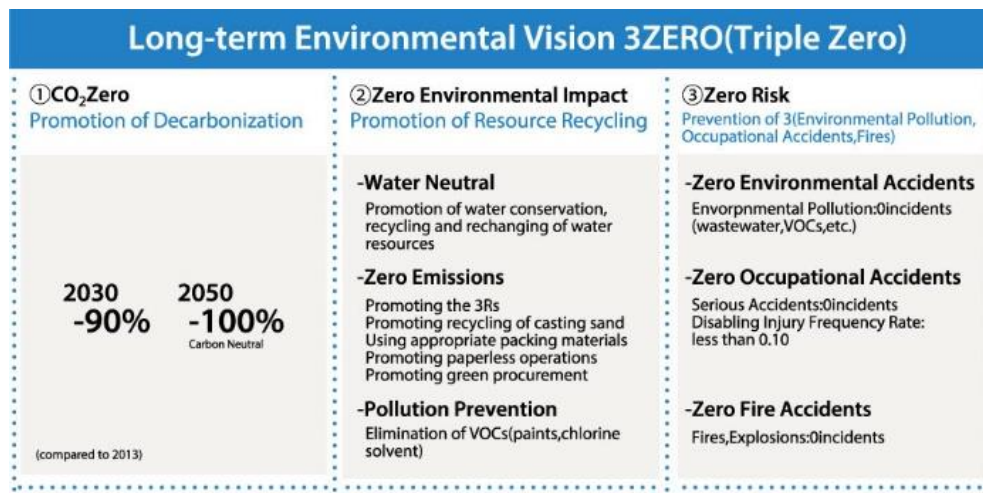 Long-term Environmental Vision 3ZERO(Triple Zero)
①CO₂Zero
Promotion of Decarbonization
2030
-90%
2050
-100%
Carbon Neutral
(compared to 2013)
②Zero Environmental Impact
Promotion of Resource Recycling
-Water Neutral
Promotion of water conservation,
recycling and rechanging of water
resources
-Zero Emissions
Promoting the 3Rs
Promoting recycling of casting sand
Using appropriate packing materials
Promoting paperless operations
Promoting green procurement
-Pollution Prevention
Elimination of VOCs(paints,chlorine
solvent)
③Zero Risk
Prevention of 3(Environmental Pollution,
Occupational Accidents,Fires)
-Zero Environmental Accidents
Envorpnmental Pollution:0incidents
(wastewater,VOCs,etc.)
-Zero Occupational Accidents
Serious Accidents:0incidents
Disabling Injury Frequency Rate:
less than 0.10
-Zero Fire Accidents
Fires,Explosions:0incidents